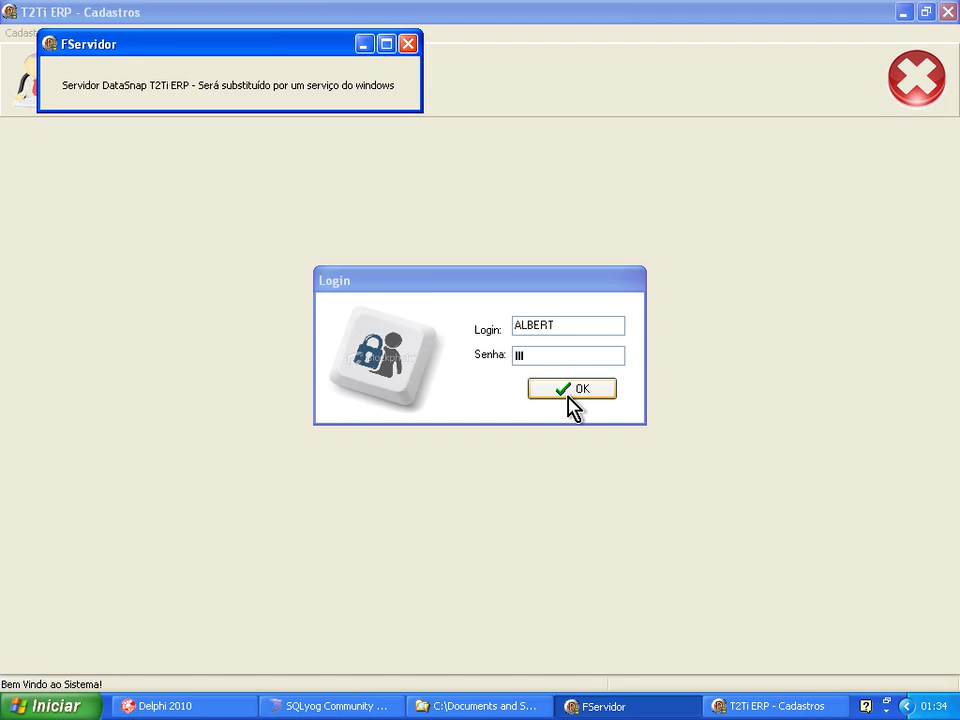 T2Ti ERP - Cadastros
Cadast
FServidor
Servidor DataSnap T2Ti ERP - Será substituído por um serviço do windows
Login
Login: ALBERT
Senha:
OK
Bem Vindo ao Sistema!
Iniciar
Delphi 2010
SQLyog Community ...
C:\Documents and S...
FServidor
T2Ti ERP - Cadastros
01:34